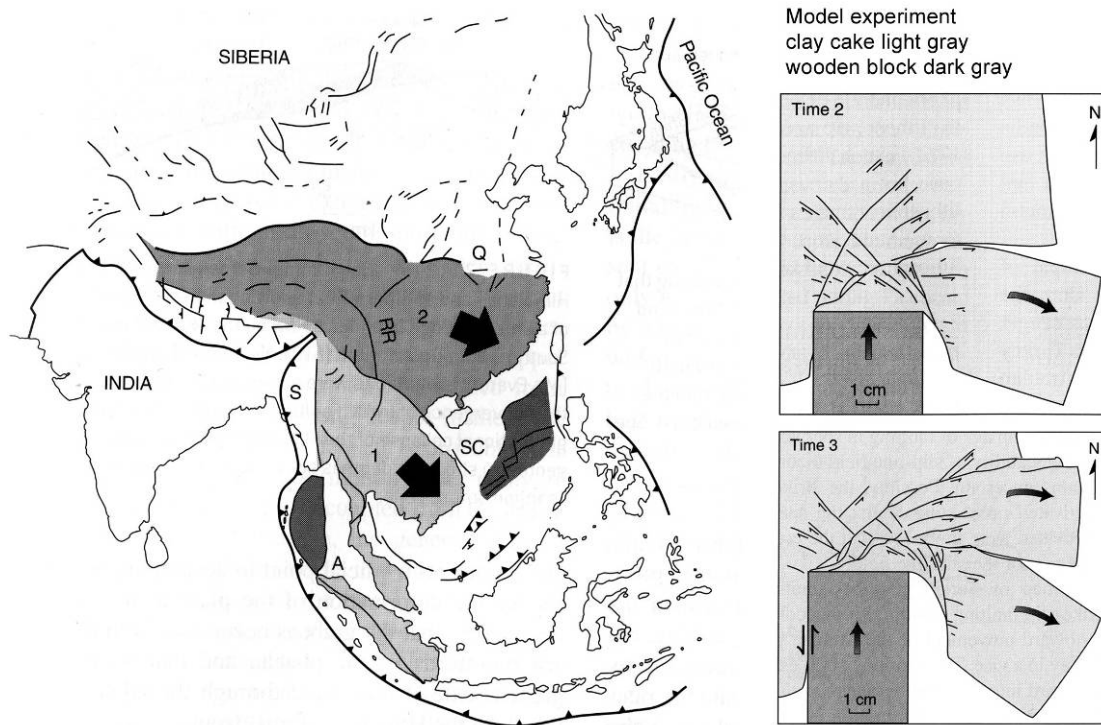 SIBERIA
Pacific Ocean
Q
RR
2
INDIA
S
SC
1
A
Model experiment
clay cake light gray
wooden block dark gray
Time 2
N
1 cm
Time 3
N
1 cm